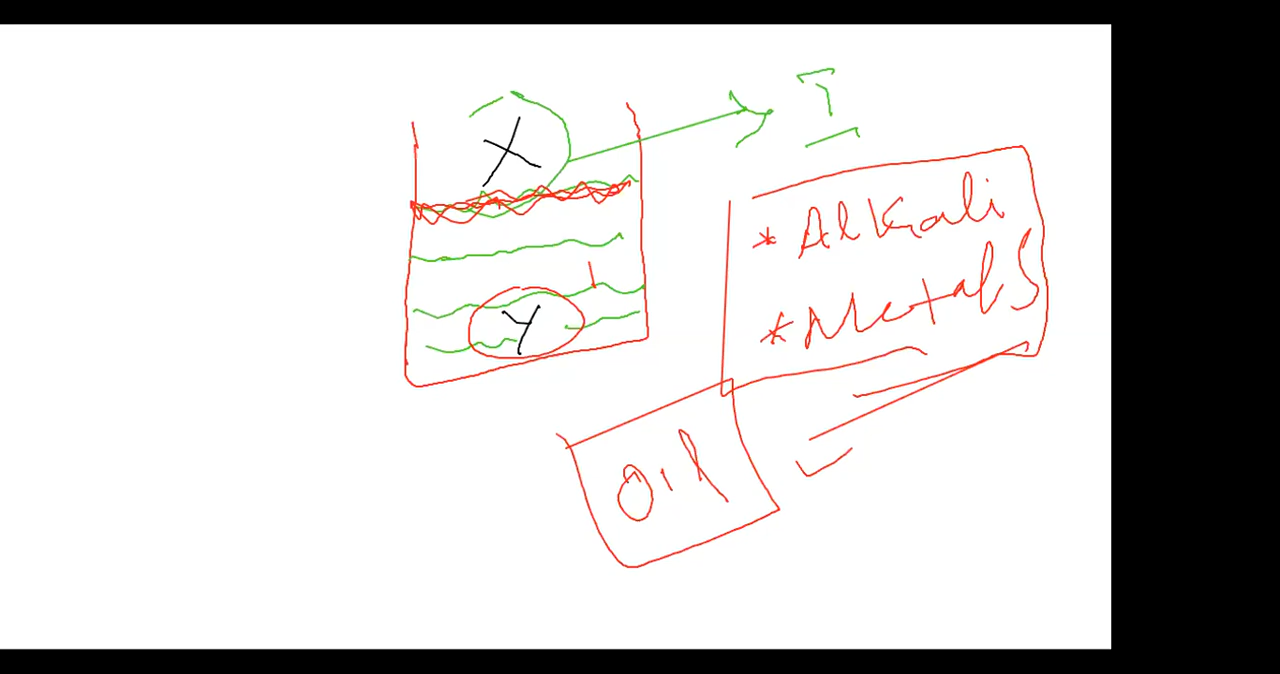 X
I
* Alkali
* Metals
Y
Oil